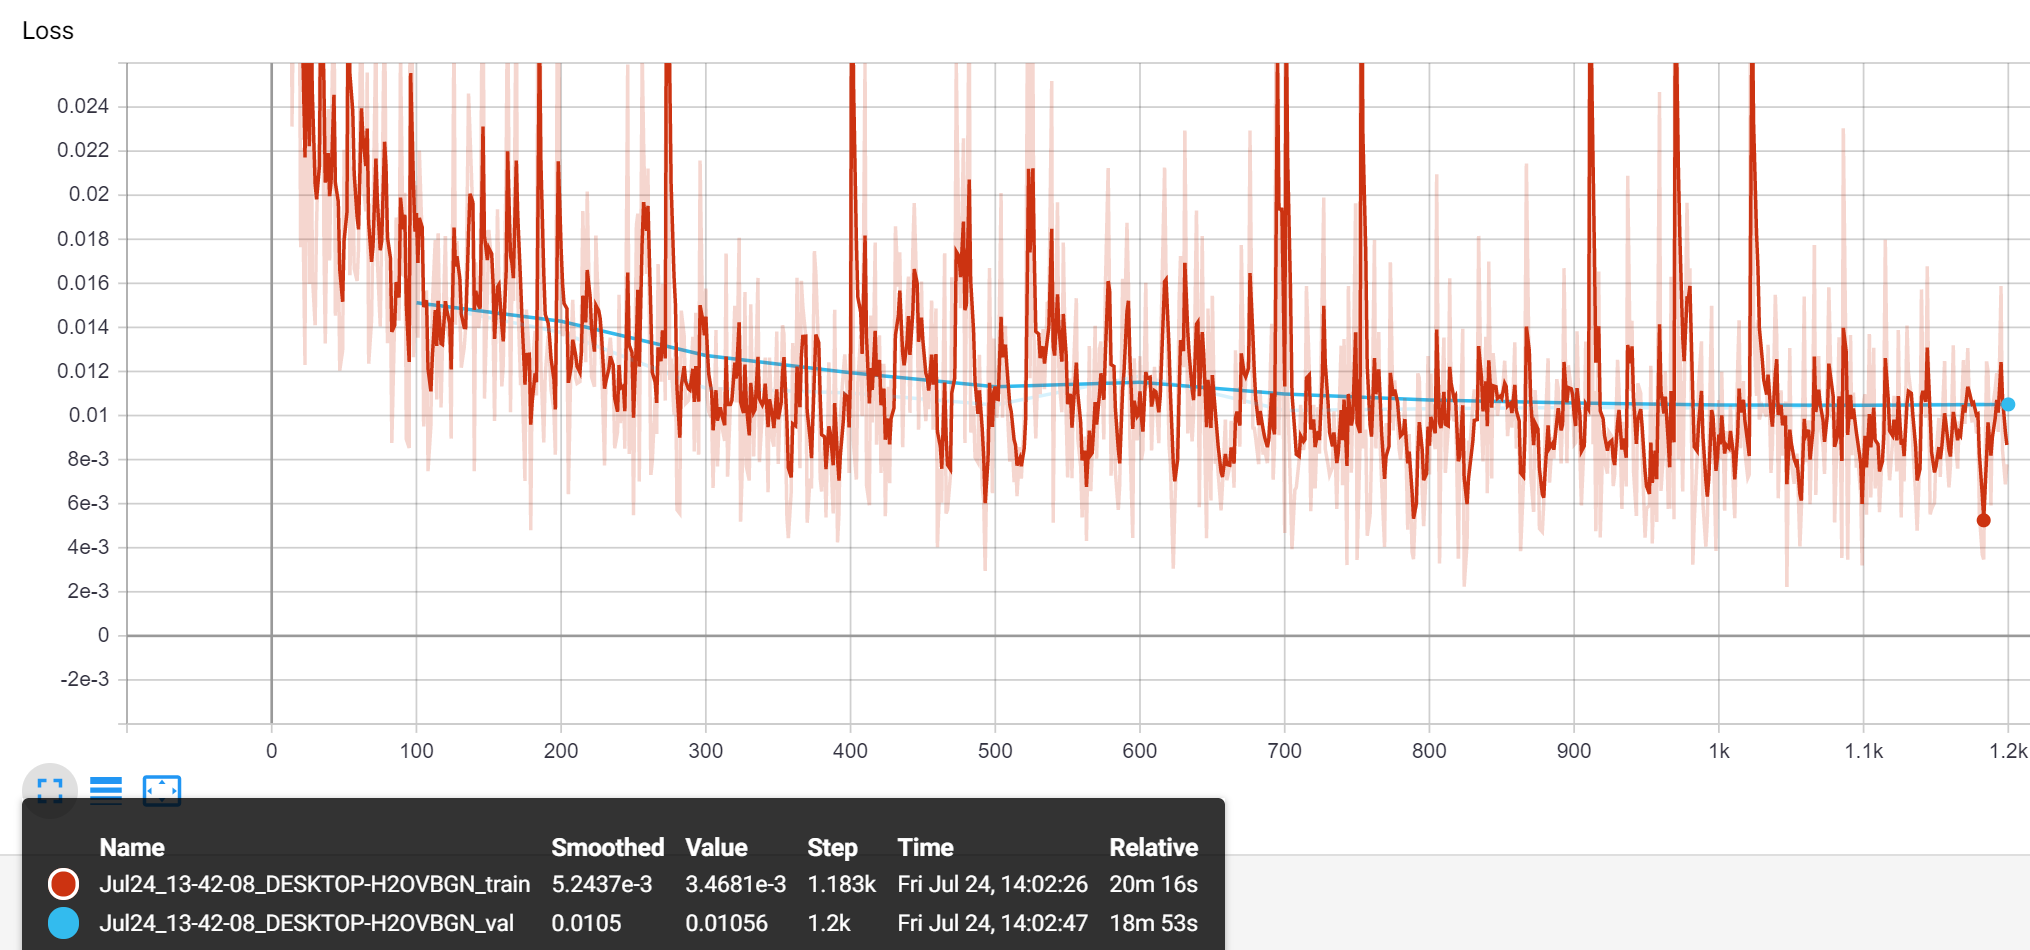 Loss
0.024
0.022
0.02
0.018
0.016
0.014
0.012
0.01
8e-3
6e-3
4e-3
2e-3
0
-2e-3
0 100 200 300 400 500 600 700 800 900 1k 1.1k 1.2k
Name Smoothed Value Step Time Relative
Jul24_13-42-08_DESKTOP-H2OVBGN_train 5.2437e-3 3.4681e-3 1.183k Fri Jul 24, 14:02:26 20m 16s
Jul24_13-42-08_DESKTOP-H2OVBGN_val 0.0105 0.01056 1.2k Fri Jul 24, 14:02:47 18m 53s